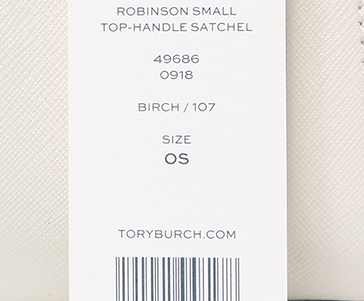 ROBINSON SMALL
TOP-HANDLE SATCHEL
49686
0918
BIRCH / 107
SIZE
OS
TORYBURCH.COM